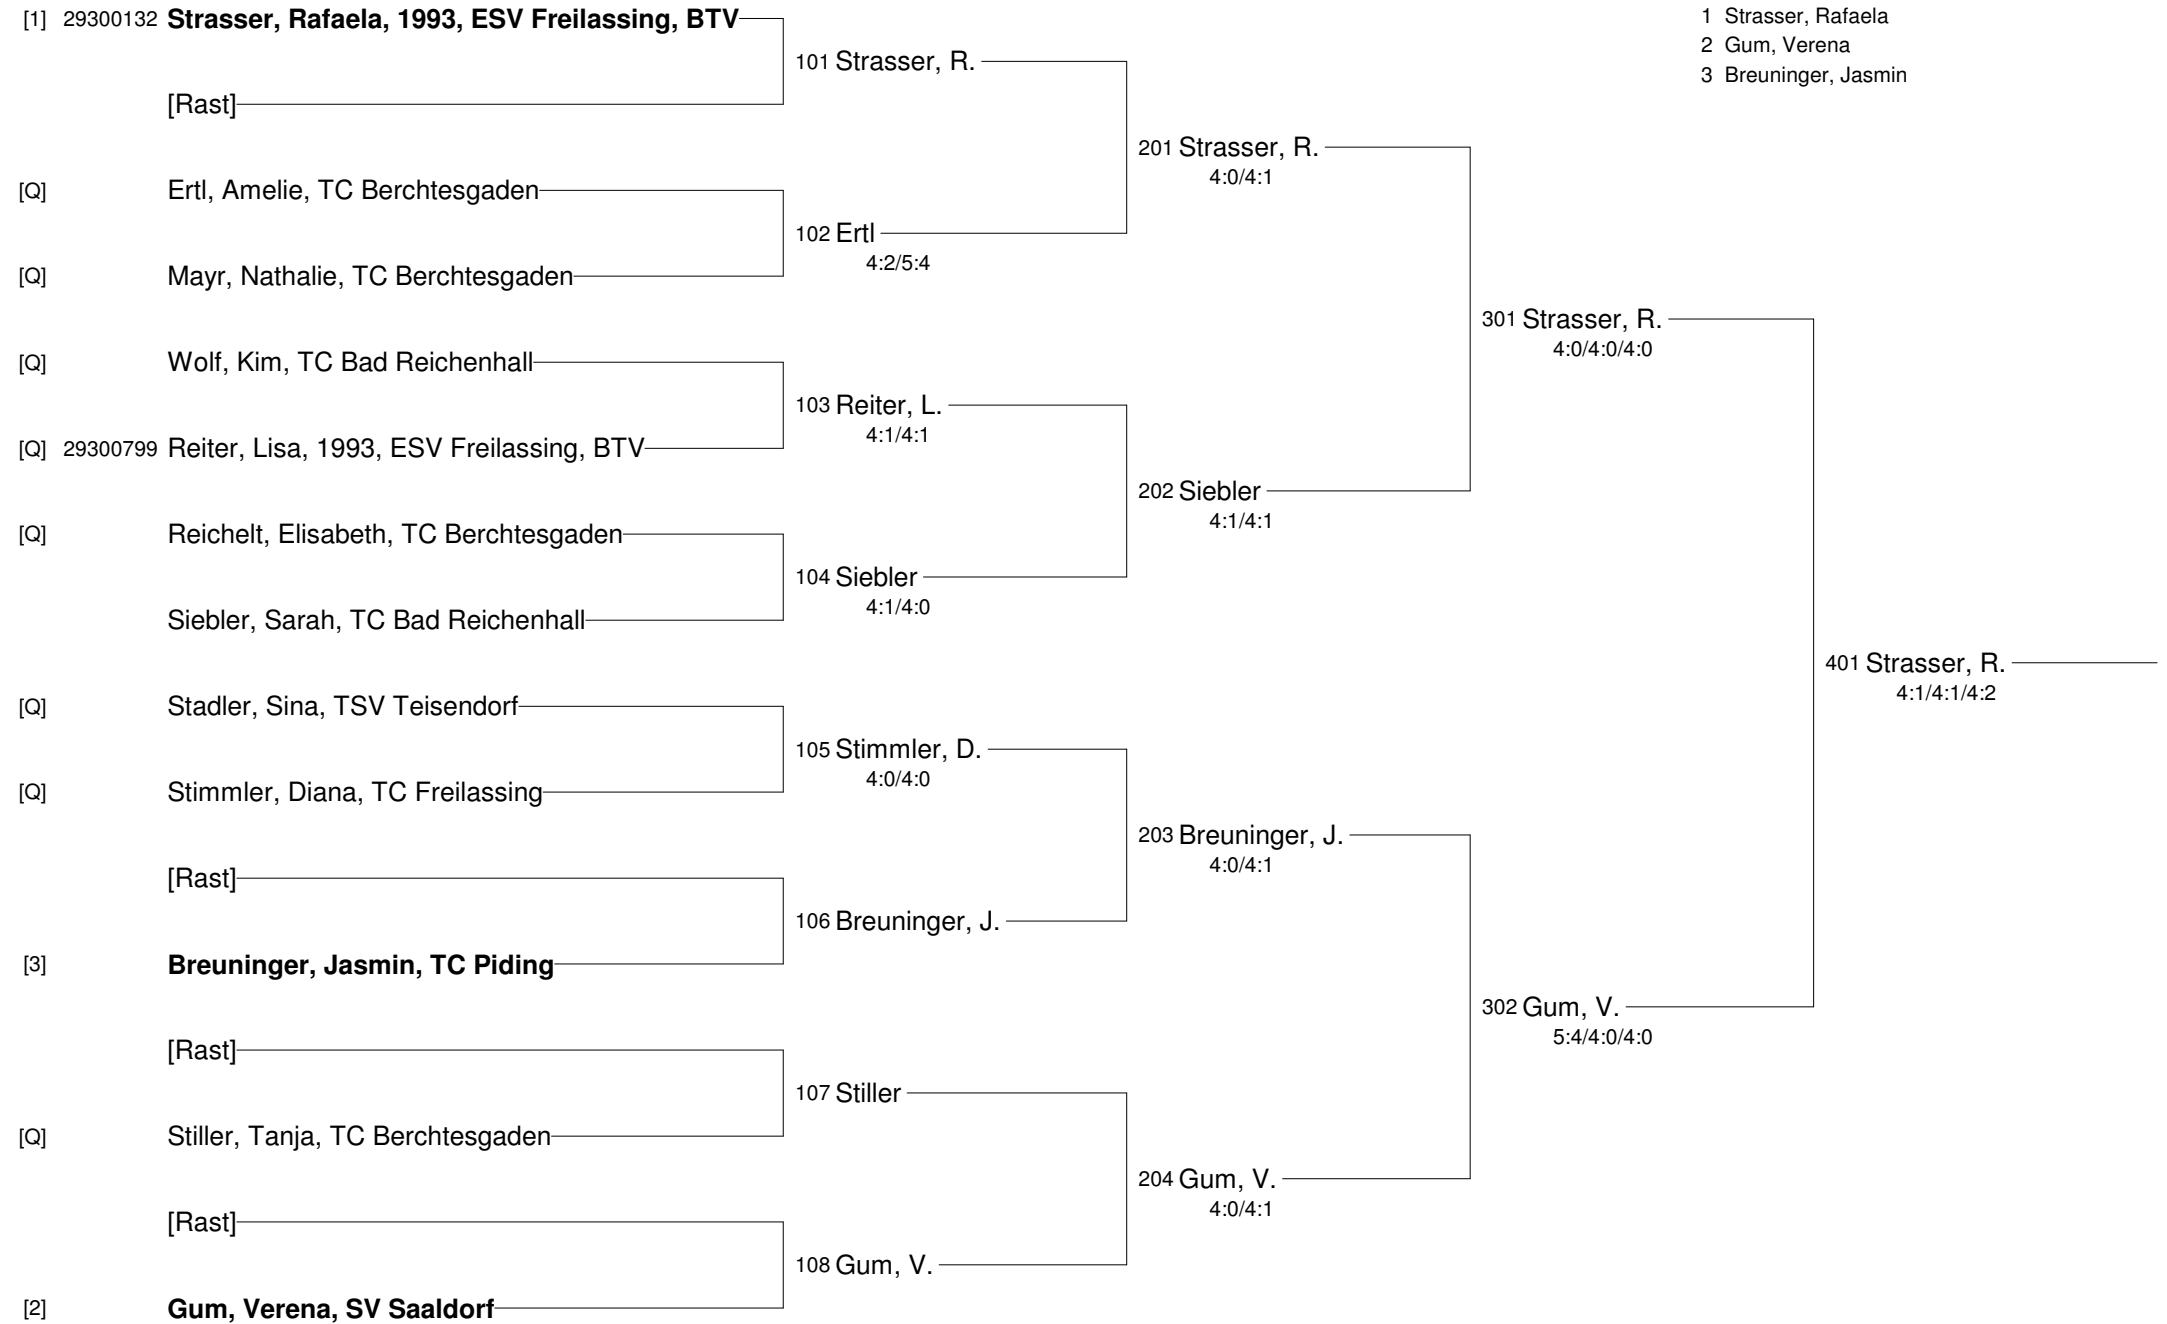 [1] 29300132 Strasser, Rafaela, 1993, ESV Freilassing, BTV
[Rast]
[Q] Ertl, Amelie, TC Berchtesgaden
[Q] Mayr, Nathalie, TC Berchtesgaden
[Q] Wolf, Kim, TC Bad Reichenhall
[Q] 29300799 Reiter, Lisa, 1993, ESV Freilassing, BTV
[Q] Reichelt, Elisabeth, TC Berchtesgaden
Siebler, Sarah, TC Bad Reichenhall
[Q] Stadler, Sina, TSV Teisendorf
[Q] Stimmler, Diana, TC Freilassing
[Rast]
[3] Breuninger, Jasmin, TC Piding
[Rast]
[Q] Stiller, Tanja, TC Berchtesgaden
[Rast]
[2] Gum, Verena, SV Saaldorf
101 Strasser, R.
102 Ertl
4:2/5:4
103 Reiter, L.
4:1/4:1
104 Siebler
4:1/4:0
105 Stimmler, D.
4:0/4:0
106 Breuninger, J.
107 Stiller
108 Gum, V.
201 Strasser, R.
4:0/4:1
202 Siebler
4:1/4:1
203 Breuninger, J.
4:0/4:1
204 Gum, V.
4:0/4:1
301 Strasser, R.
4:0/4:0/4:0
302 Gum, V.
5:4/4:0/4:0
401 Strasser, R.
4:1/4:1/4:2
1 Strasser, Rafaela
2 Gum, Verena
3 Breuninger, Jasmin